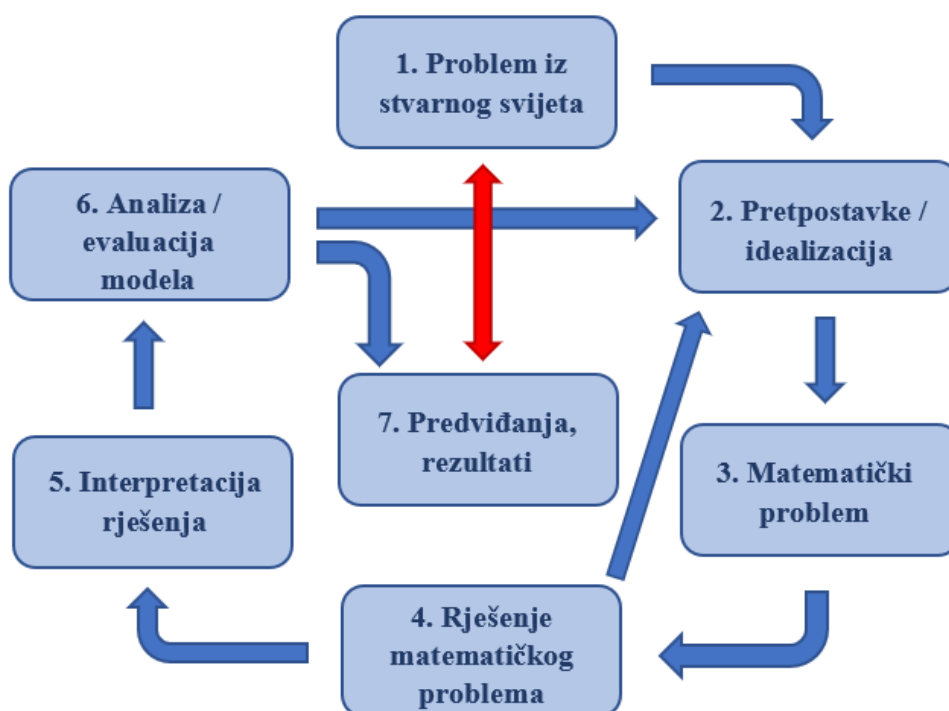 1. Problem iz
stvarnog svijeta
2. Pretpostavke /
idealizacija
3. Matematički
problem
4. Rješenje
matematičkog
problema
5. Interpretacija
rješenja
6. Analiza /
evaluacija
modela
7. Predviđanja,
rezultati